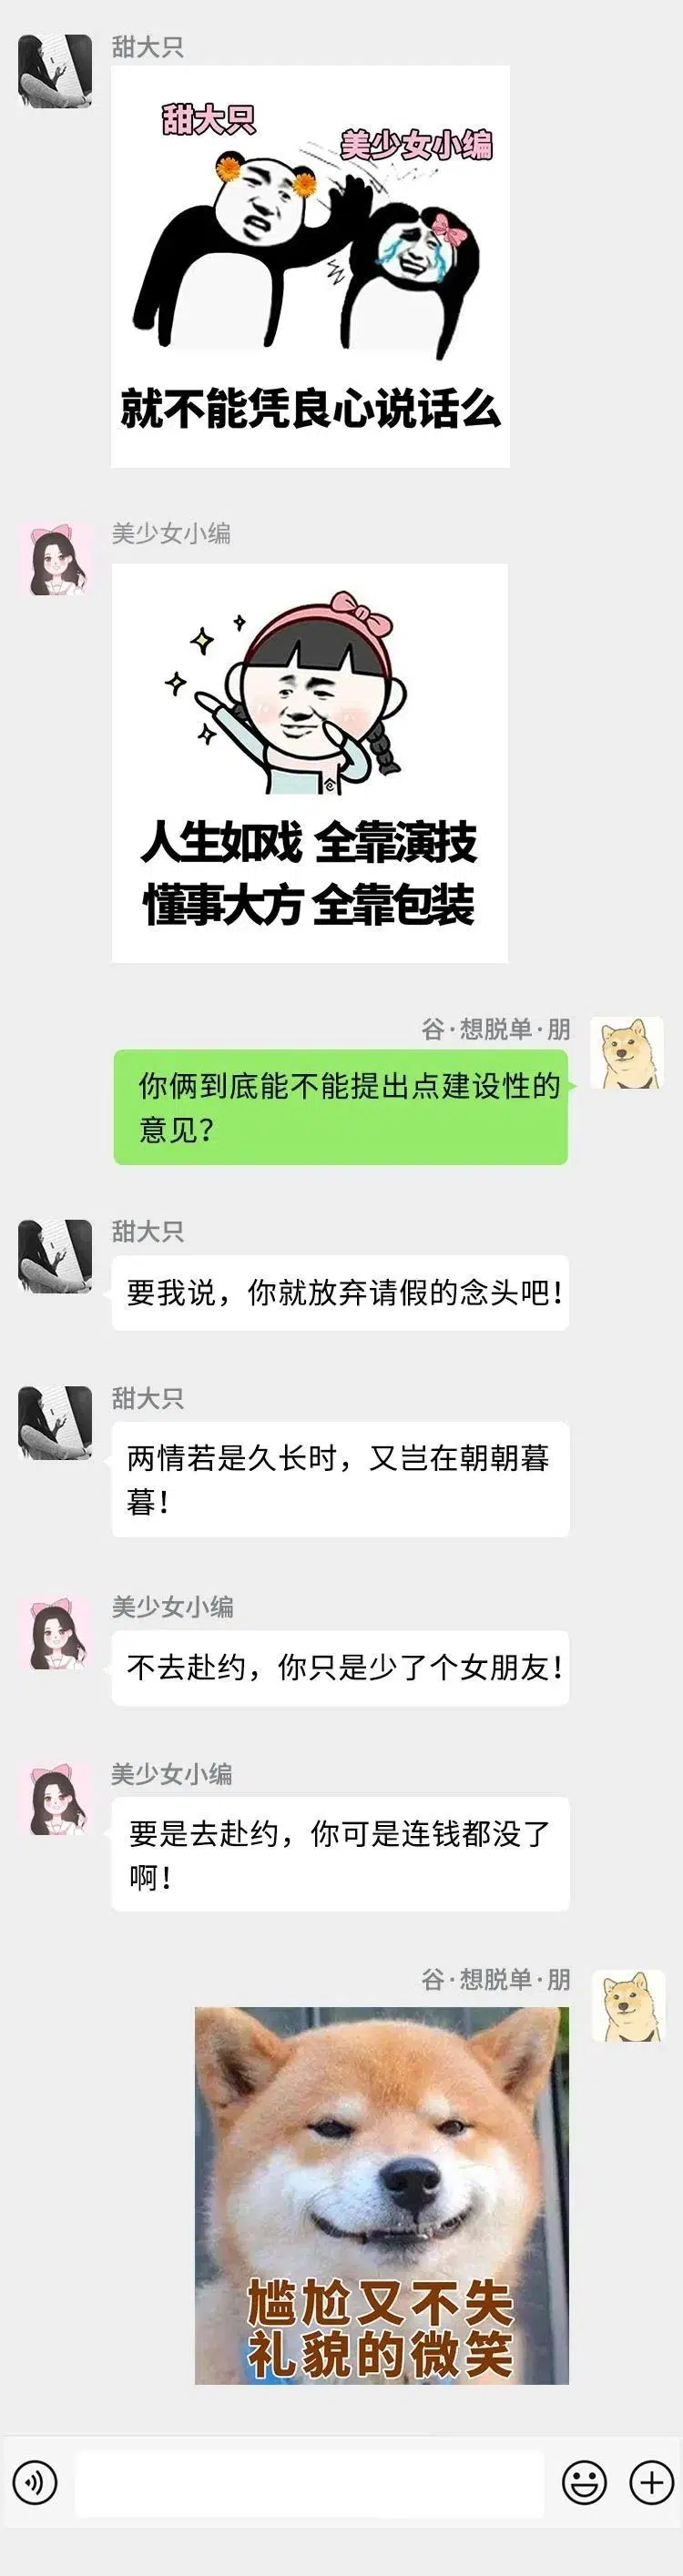 甜大只
甜大只
美少女小编
就不能凭良心说话么
美少女小编
人生如戏 全靠演技
懂事大方 全靠包装
谷·想脱单·朋
你俩到底能不能提出点建设性的
意见?
甜大只
要我说，你就放弃请假的念头吧!
甜大只
两情若是久长时，又岂在朝朝暮
暮!
美少女小编
不去赴约，你只是少了个女朋友!
美少女小编
要是去赴约，你可是连钱都没了
啊!
谷·想脱单·朋
尴尬又不失
礼貌的微笑